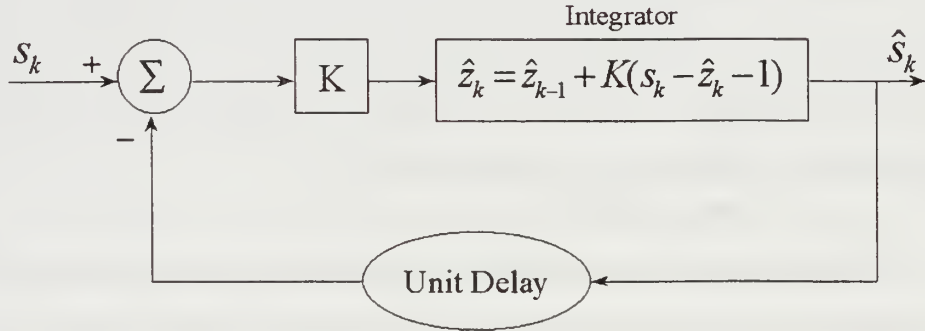 Integrator
s_k + Σ K ẑ_k = ẑ_{k-1} + K(s_k - ẑ_k - 1) ŝ_k
−
Unit Delay